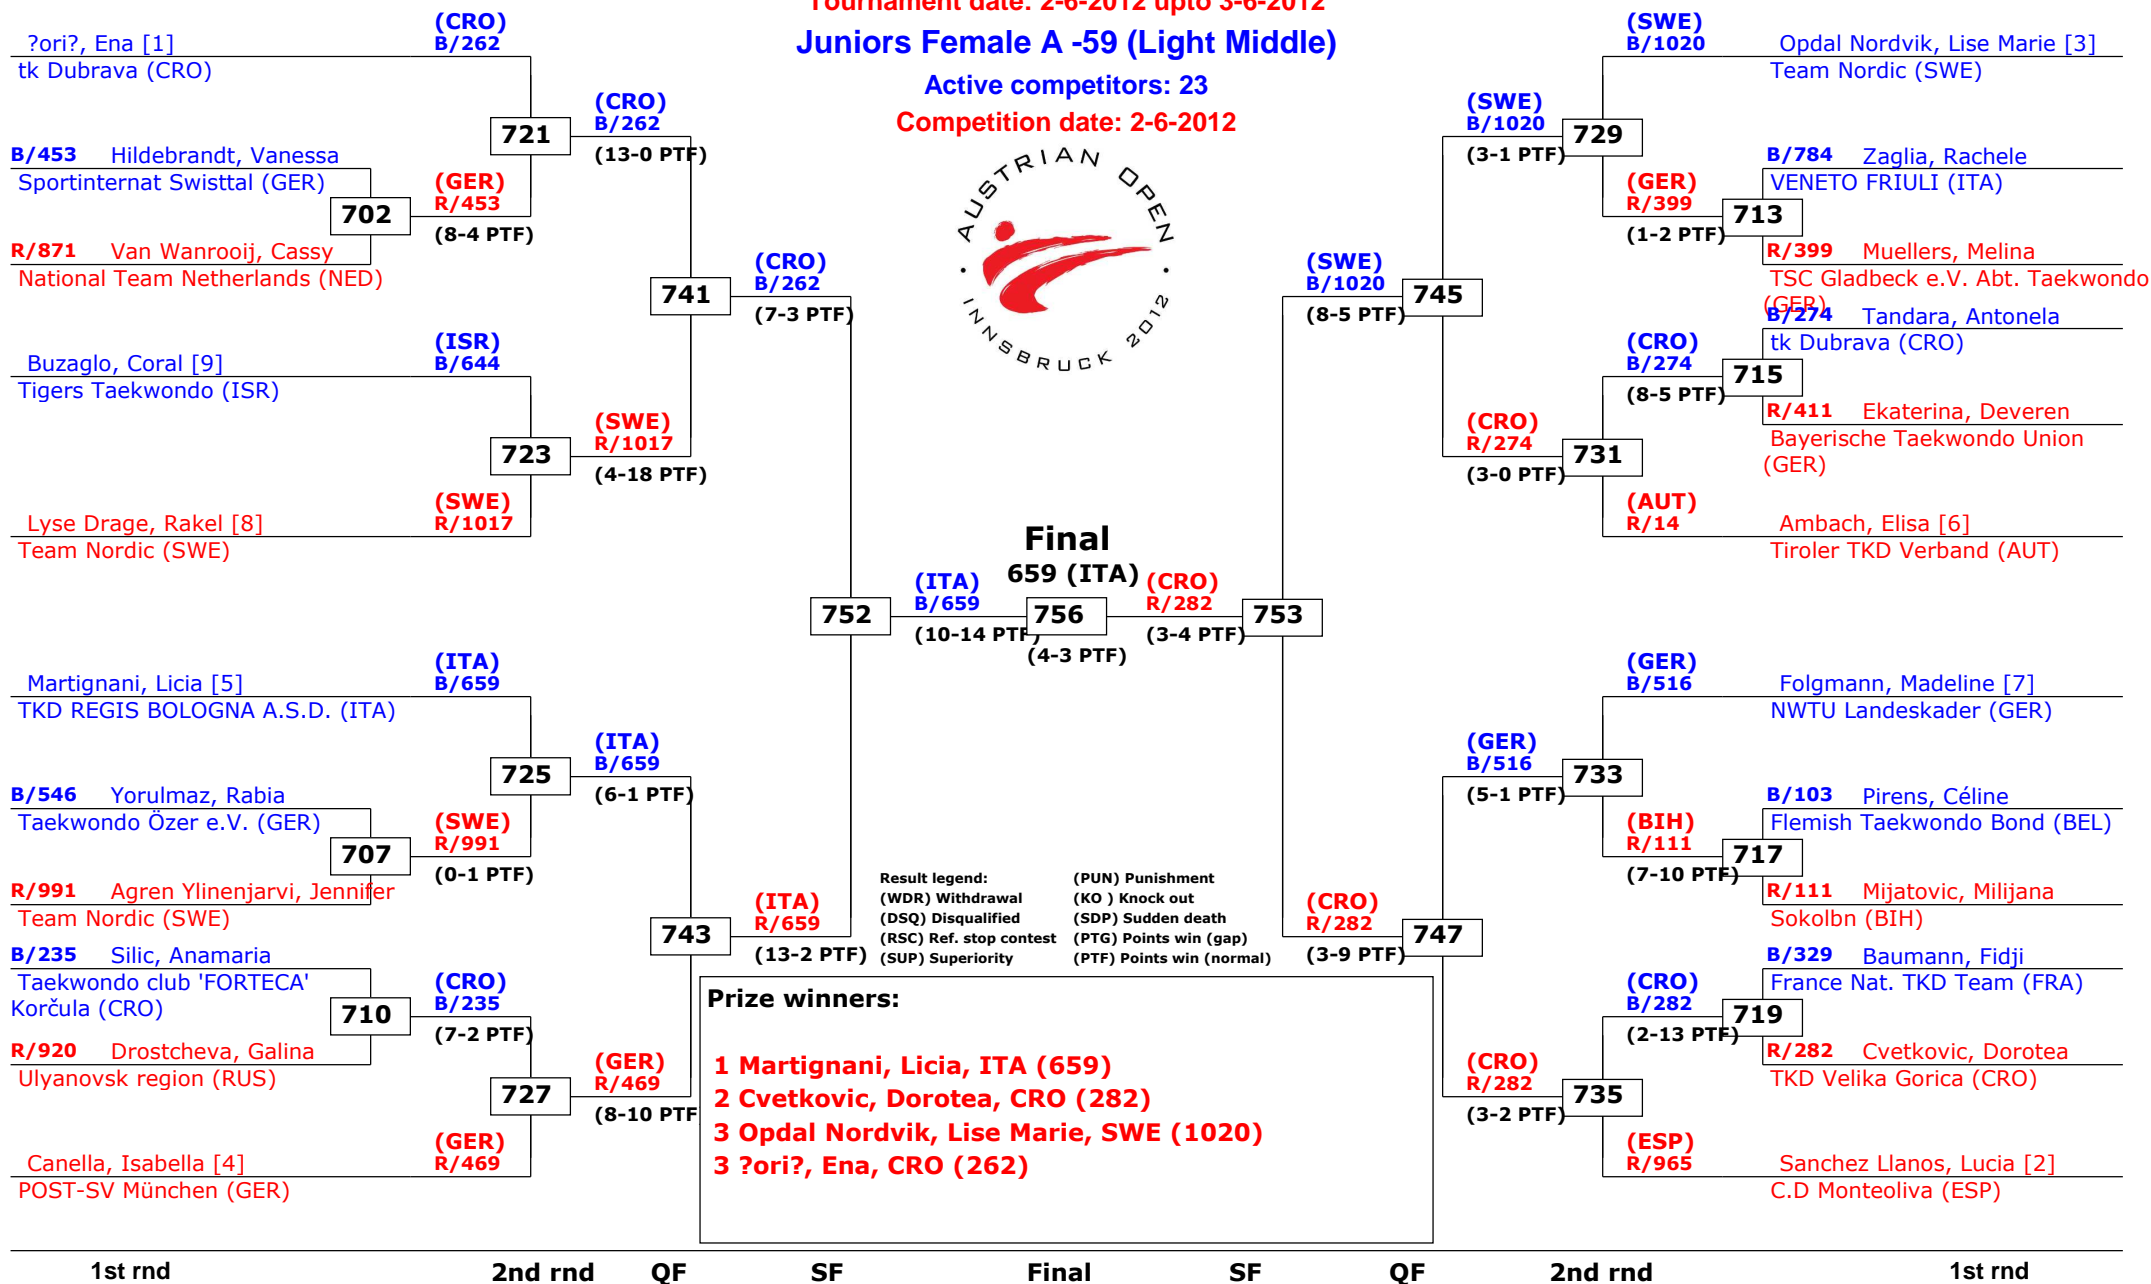 Tournament date: 2-6-2012 upto 3-6-2012
Juniors Female A -59 (Light Middle)
Active competitors: 23
Competition date: 2-6-2012
AUSTRIAN OPEN
· INNSBRUCK 2012 ·
?ori?, Ena [1]
tk Dubrava (CRO)
(CRO)
B/262
B/453 Hildebrandt, Vanessa
Sportinternat Swisttal (GER)
702
R/871 Van Wanrooij, Cassy
National Team Netherlands (NED)
(GER)
R/453
(8-4 PTF)
721
(CRO)
B/262
(13-0 PTF)
Buzaglo, Coral [9]
Tigers Taekwondo (ISR)
(ISR)
B/644
723
Lyse Drage, Rakel [8]
Team Nordic (SWE)
(SWE)
R/1017
(SWE)
R/1017
(4-18 PTF)
741
(CRO)
B/262
(7-3 PTF)
Martignani, Licia [5]
TKD REGIS BOLOGNA A.S.D. (ITA)
(ITA)
B/659
B/546 Yorulmaz, Rabia
Taekwondo Özer e.V. (GER)
707
R/991 Agren Ylinenjarvi, Jennifer
Team Nordic (SWE)
(SWE)
R/991
(0-1 PTF)
725
(ITA)
B/659
(6-1 PTF)
B/235 Silic, Anamaria
Taekwondo club 'FORTECA'
Korčula (CRO)
710
R/920 Drostcheva, Galina
Ulyanovsk region (RUS)
(CRO)
B/235
(7-2 PTF)
727
Canella, Isabella [4]
POST-SV München (GER)
(GER)
R/469
(GER)
R/469
(8-10 PTF
743
(ITA)
R/659
(13-2 PTF)
752
(ITA)
B/659
(10-14 PTF)
Final
659 (ITA)
756
(4-3 PTF)
(CRO)
R/282
(3-4 PTF)
753
(SWE)
B/1020
(8-5 PTF)
745
(SWE)
B/1020
(3-1 PTF)
729
(SWE)
B/1020
Opdal Nordvik, Lise Marie [3]
Team Nordic (SWE)
(GER)
R/399
(1-2 PTF)
713
B/784 Zaglia, Rachele
VENETO FRIULI (ITA)
R/399 Muellers, Melina
TSC Gladbeck e.V. Abt. Taekwondo
(GER)
B/274 Tandara, Antonela
tk Dubrava (CRO)
715
(CRO)
B/274
(8-5 PTF)
R/411 Ekaterina, Deveren
Bayerische Taekwondo Union
(GER)
(CRO)
R/274
(3-0 PTF)
731
(AUT)
R/14
Ambach, Elisa [6]
Tiroler TKD Verband (AUT)
(GER)
B/516
Folgmann, Madeline [7]
NWTU Landeskader (GER)
(GER)
B/516
(5-1 PTF)
733
(BIH)
R/111
(7-10 PTF)
717
B/103 Pirens, Céline
Flemish Taekwondo Bond (BEL)
R/111 Mijatovic, Milijana
Sokolbn (BIH)
(CRO)
R/282
(3-9 PTF)
747
(CRO)
B/282
(2-13 PTF)
719
B/329 Baumann, Fidji
France Nat. TKD Team (FRA)
R/282 Cvetkovic, Dorotea
TKD Velika Gorica (CRO)
(CRO)
R/282
(3-2 PTF)
735
(ESP)
R/965
Sanchez Llanos, Lucia [2]
C.D Monteoliva (ESP)
Result legend: (PUN) Punishment
(WDR) Withdrawal (KO ) Knock out
(DSQ) Disqualified (SDP) Sudden death
(RSC) Ref. stop contest (PTG) Points win (gap)
(SUP) Superiority (PTF) Points win (normal)
Prize winners:
1 Martignani, Licia, ITA (659)
2 Cvetkovic, Dorotea, CRO (282)
3 Opdal Nordvik, Lise Marie, SWE (1020)
3 ?ori?, Ena, CRO (262)
1st rnd 2nd rnd QF SF Final SF QF 2nd rnd 1st rnd